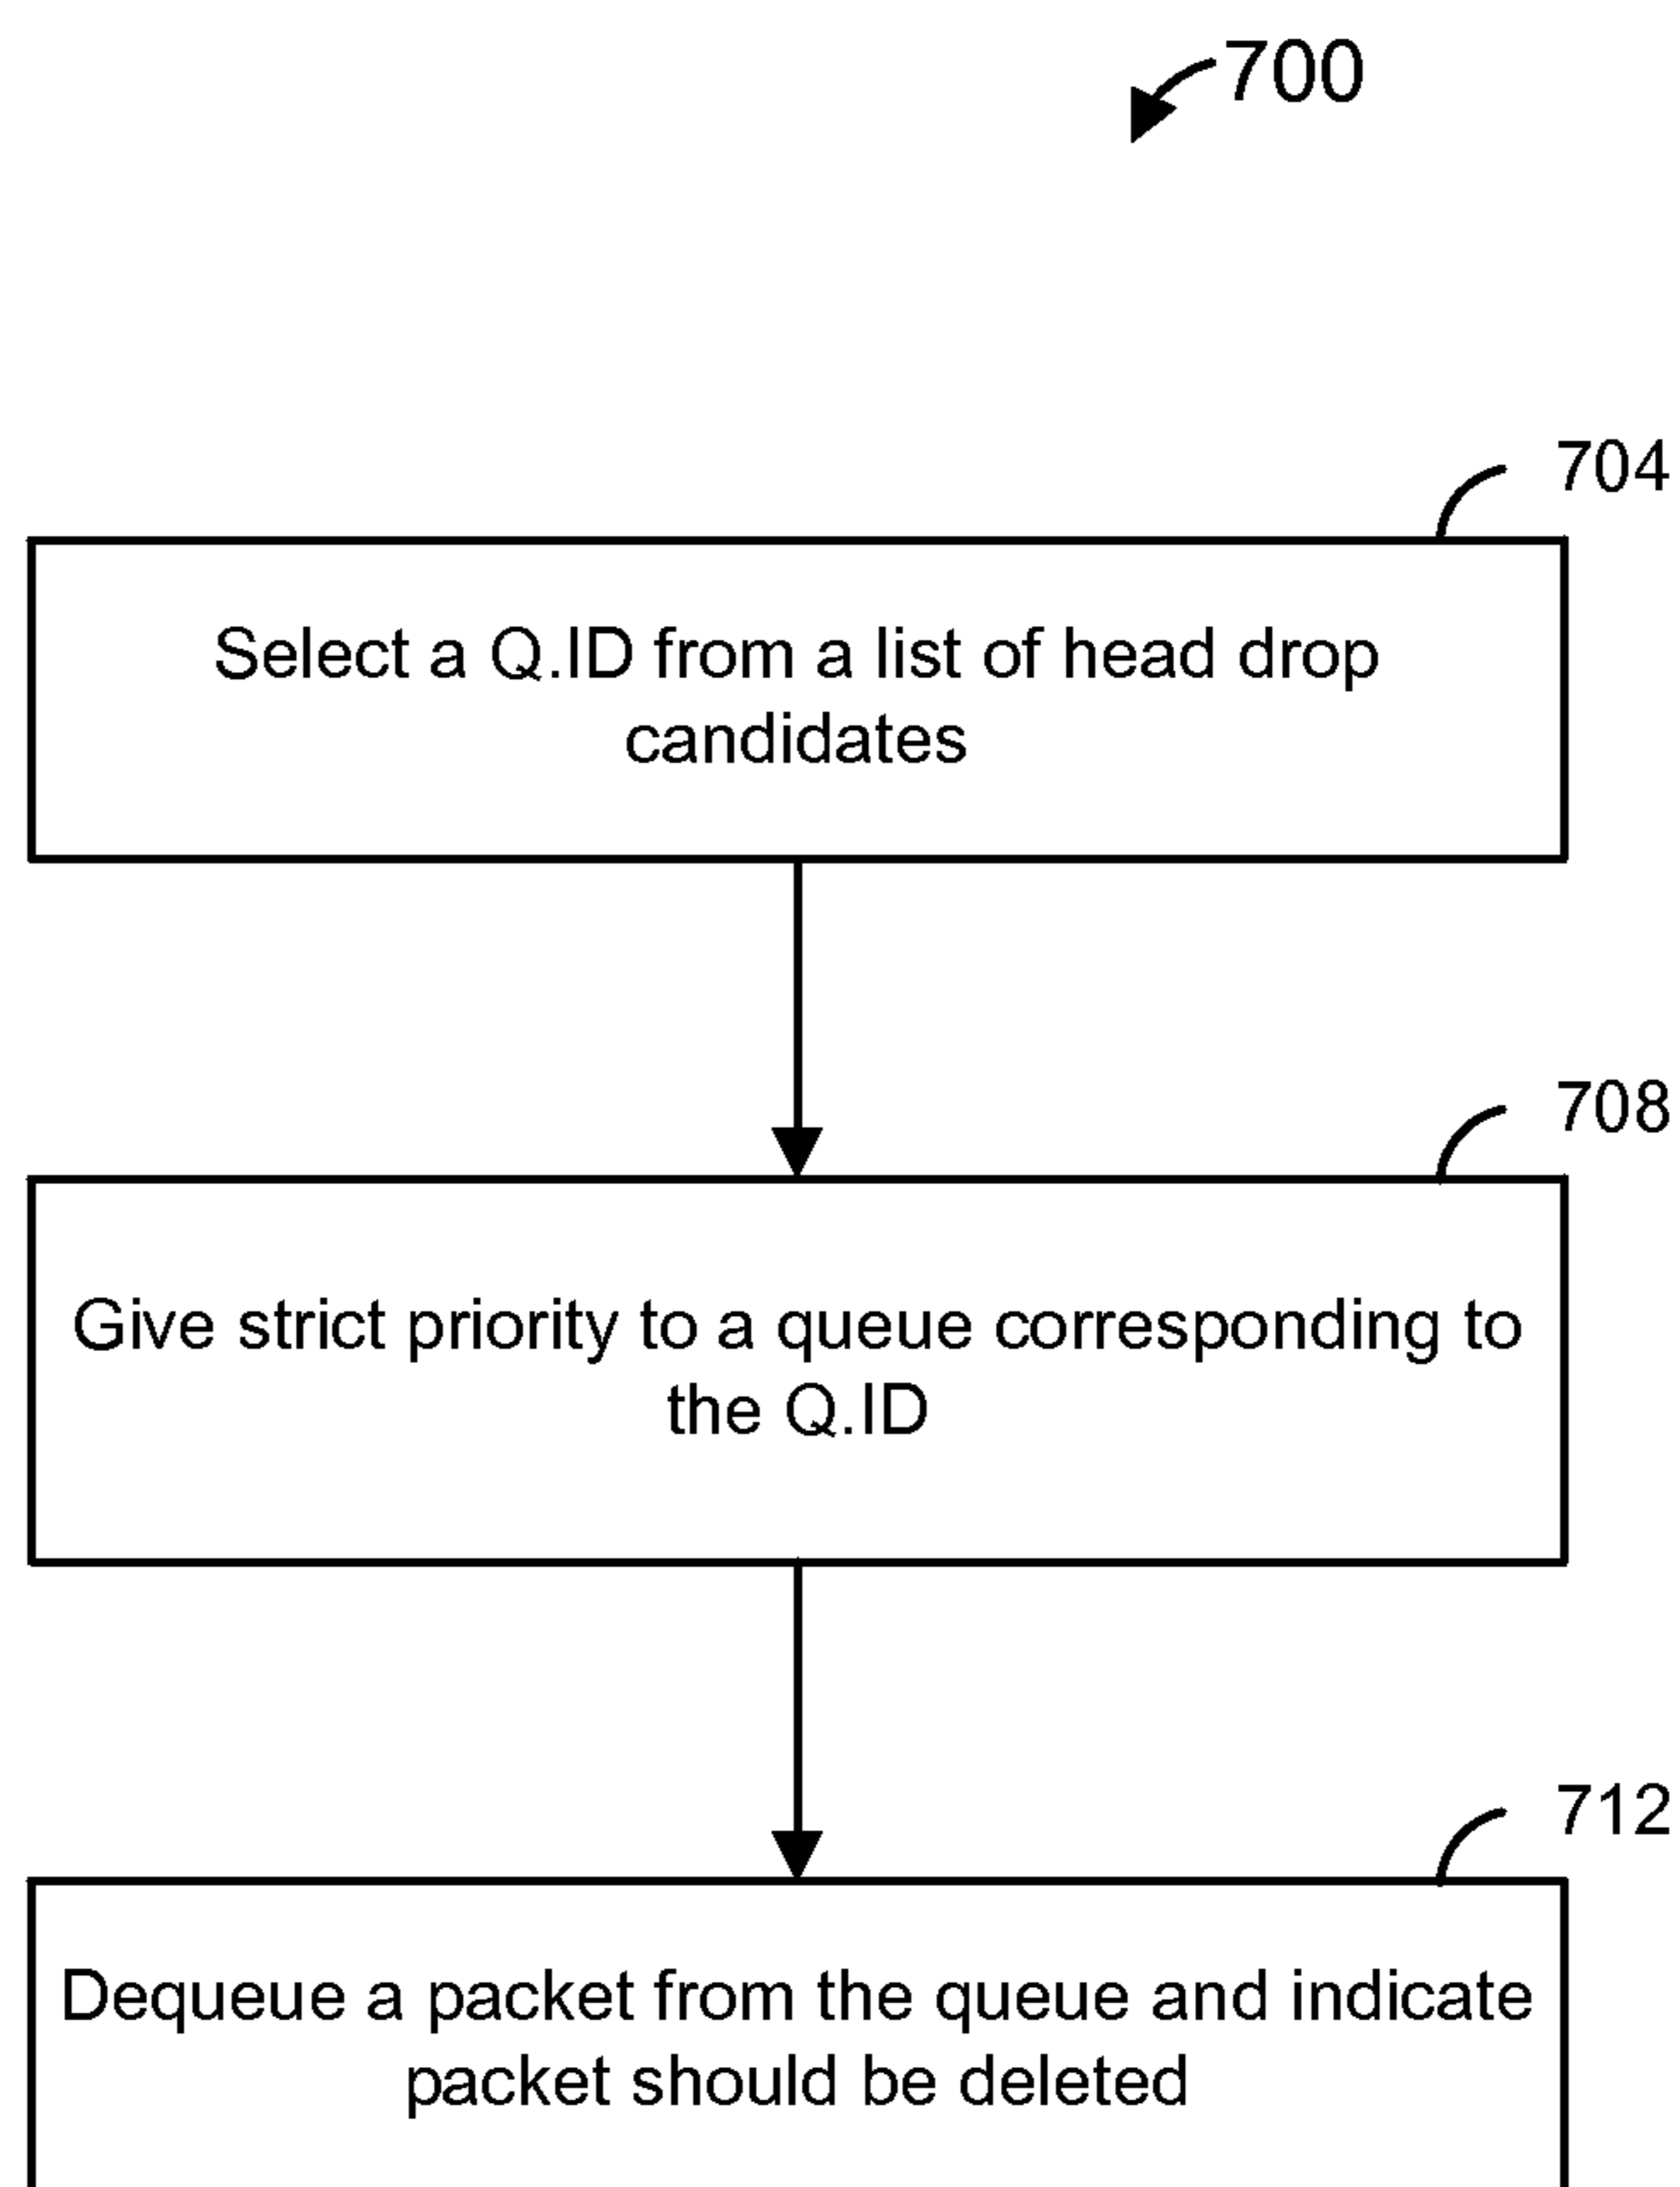 700
704
Select a Q.ID from a list of head drop
candidates
708
Give strict priority to a queue corresponding to
the Q.ID
712
Dequeue a packet from the queue and indicate
packet should be deleted